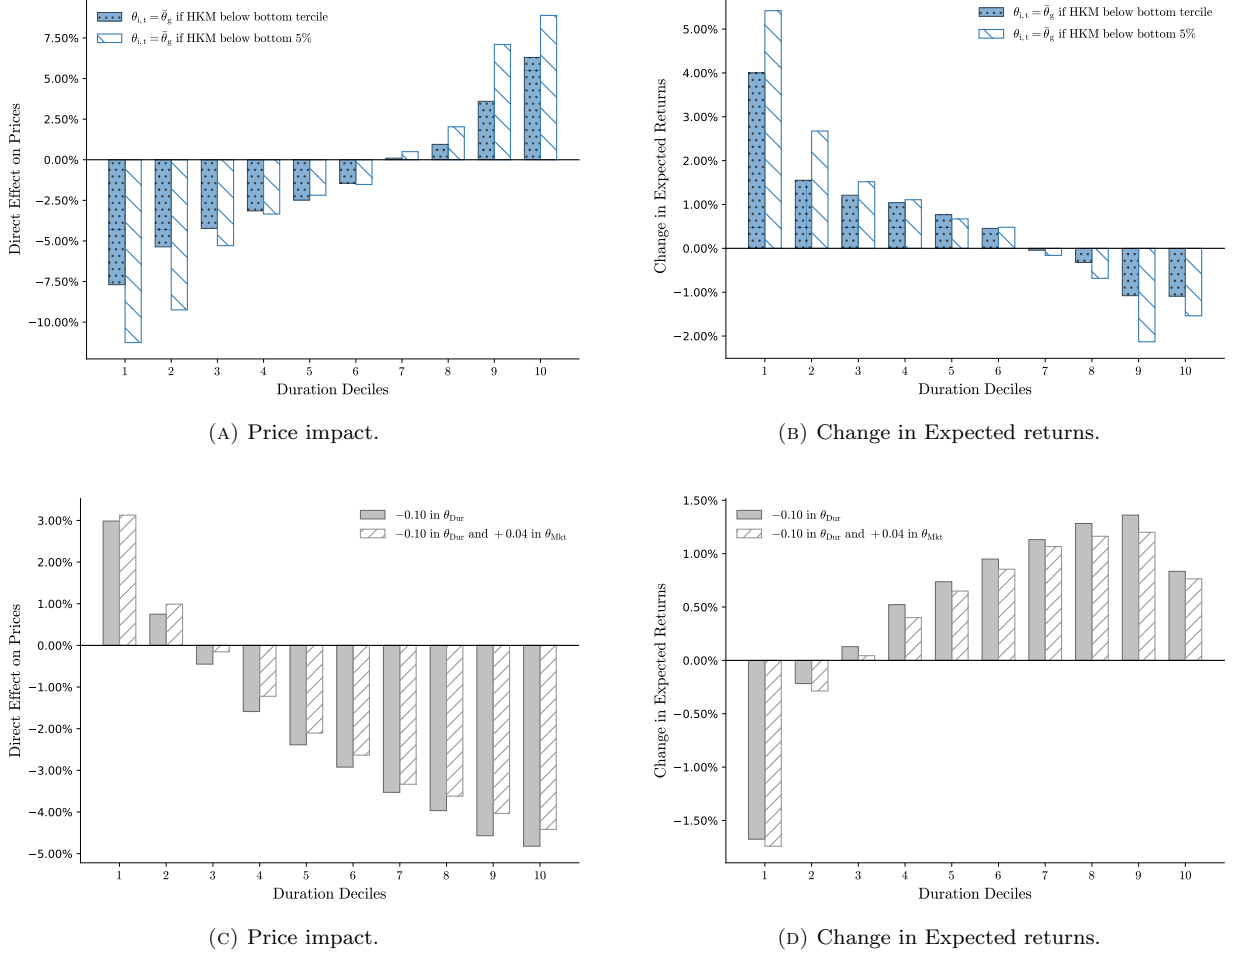 θi,t = θ̄g if HKM below bottom tercile
θi,t = θ̄g if HKM below bottom 5%
7.50%
5.00%
2.50%
0.00%
−2.50%
−5.00%
−7.50%
−10.00%
Direct Effect on Prices
1 2 3 4 5 6 7 8 9 10
Duration Deciles
(A) Price impact.
θi,t = θ̄g if HKM below bottom tercile
θi,t = θ̄g if HKM below bottom 5%
5.00%
4.00%
3.00%
2.00%
1.00%
0.00%
−1.00%
−2.00%
Change in Expected Returns
1 2 3 4 5 6 7 8 9 10
Duration Deciles
(B) Change in Expected returns.
−0.10 in θDur
−0.10 in θDur and +0.04 in θMkt
3.00%
2.00%
1.00%
0.00%
−1.00%
−2.00%
−3.00%
−4.00%
−5.00%
Direct Effect on Prices
1 2 3 4 5 6 7 8 9 10
Duration Deciles
(C) Price impact.
−0.10 in θDur
−0.10 in θDur and +0.04 in θMkt
1.50%
1.00%
0.50%
0.00%
−0.50%
−1.00%
−1.50%
Change in Expected Returns
1 2 3 4 5 6 7 8 9 10
Duration Deciles
(D) Change in Expected returns.